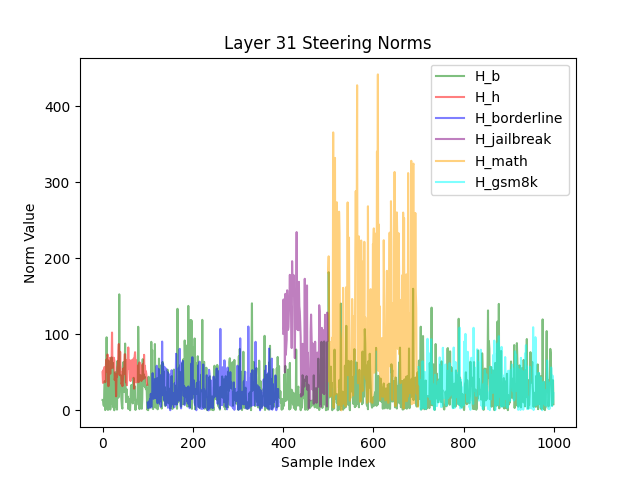 Layer 31 Steering Norms
Norm Value
400
300
200
100
0
H_b
H_h
H_borderline
H_jailbreak
H_math
H_gsm8k
0 200 400 600 800 1000
Sample Index